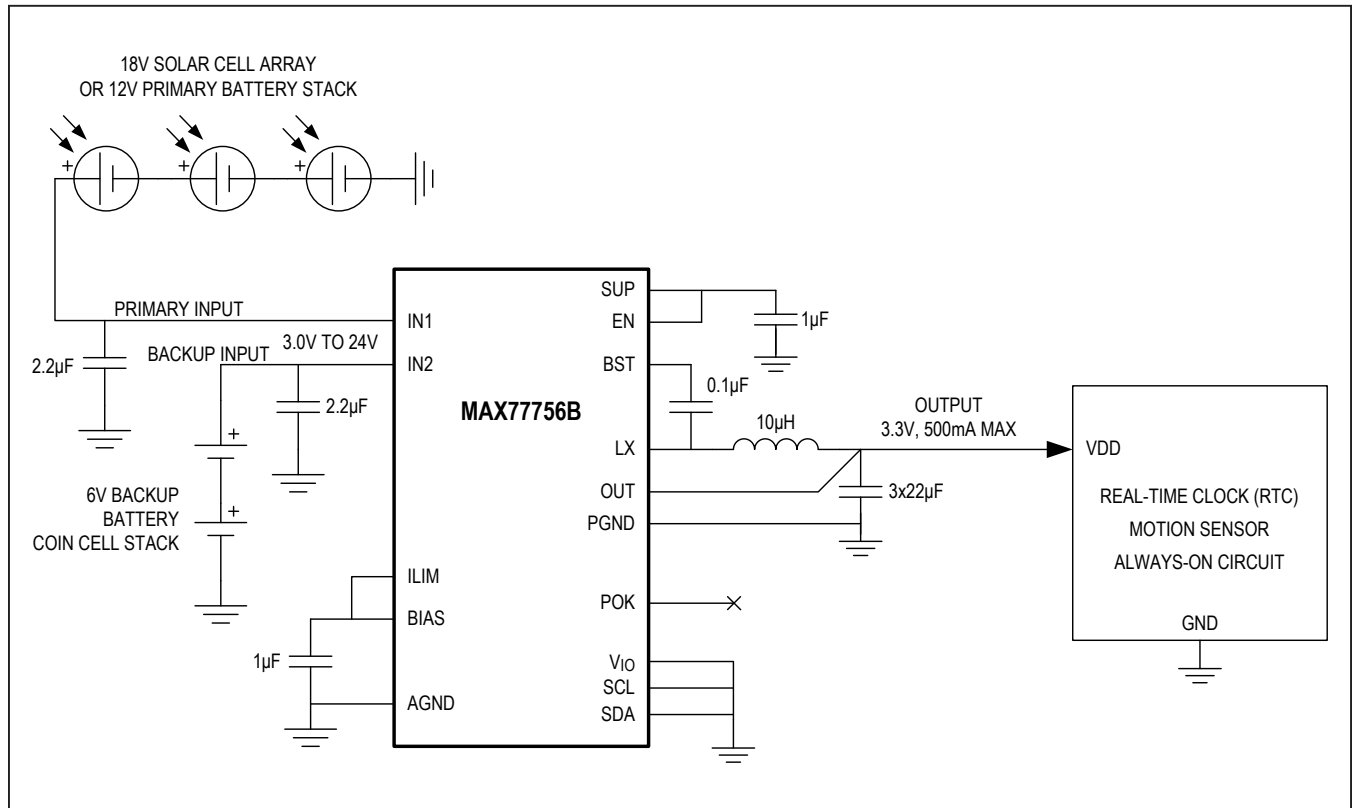 18V SOLAR CELL ARRAY
OR 12V PRIMARY BATTERY STACK
+
+
+
PRIMARY INPUT
3.0V TO 24V
BACKUP INPUT
2.2µF
2.2µF
+
+
6V BACKUP
BATTERY
COIN CELL STACK
1µF
IN1
IN2
ILIM
BIAS
AGND
MAX77756B
SUP
EN
BST
LX
OUT
PGND
POK
VIO
SCL
SDA
1µF
0.1µF
10µH
OUTPUT
3.3V, 500mA MAX
3x22µF
VDD
REAL-TIME CLOCK (RTC)
MOTION SENSOR
ALWAYS-ON CIRCUIT
GND